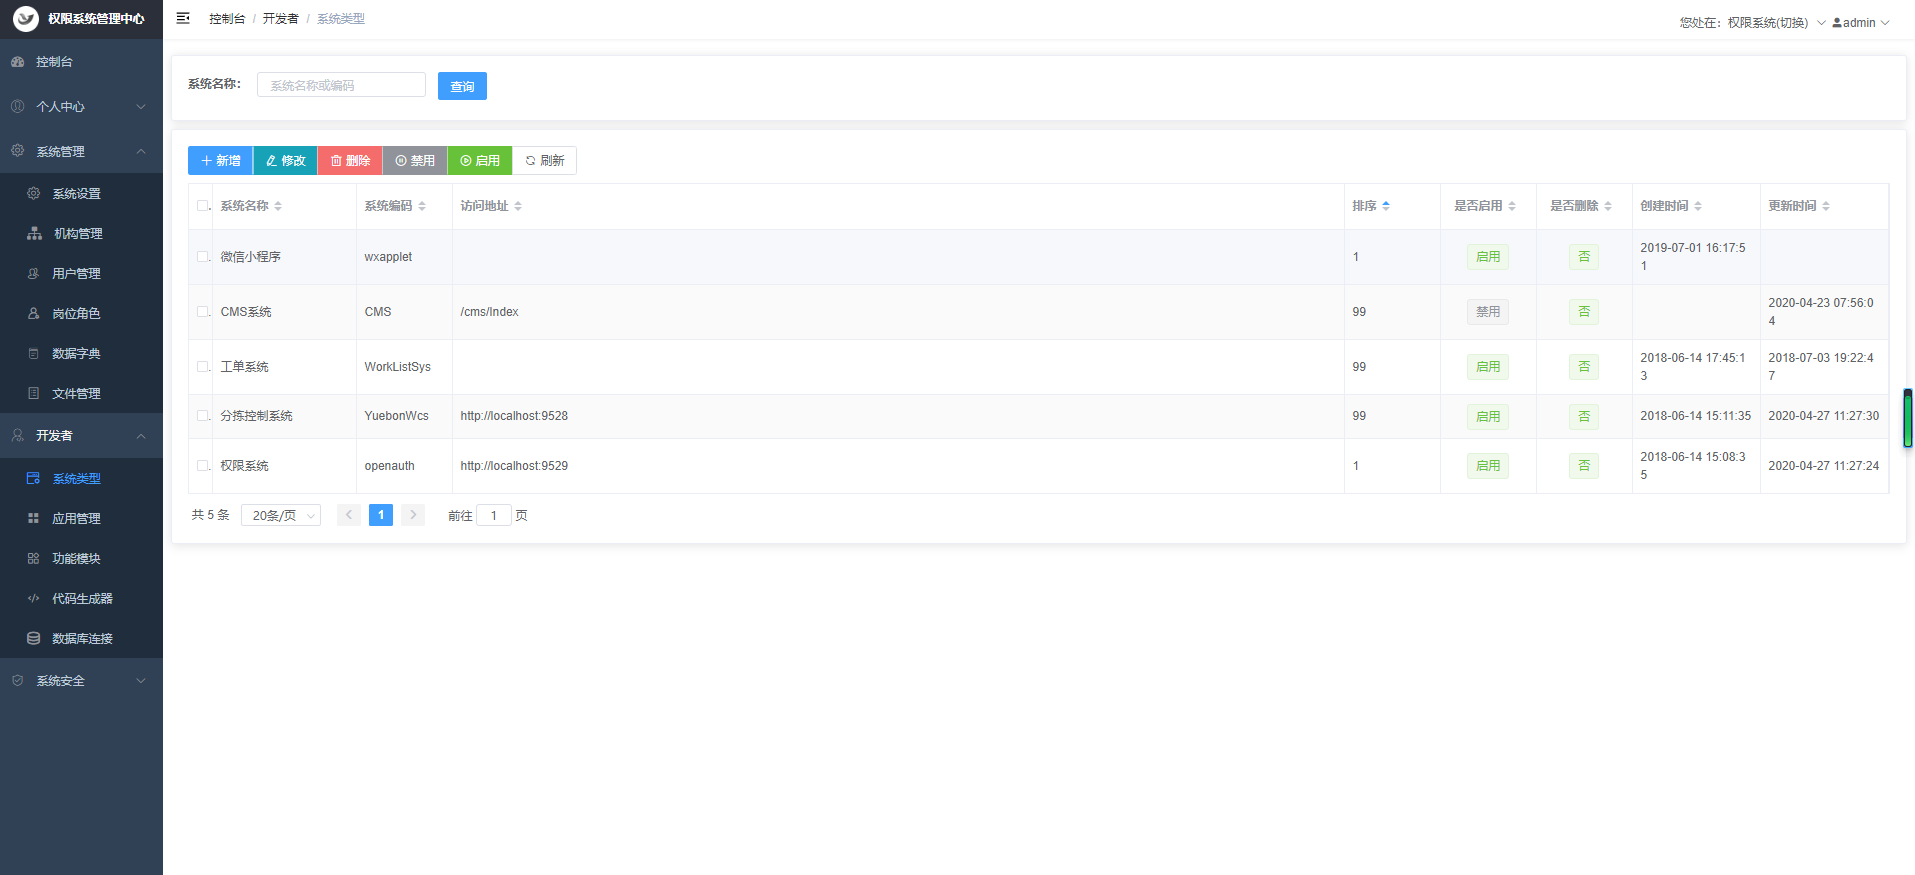 权限系统管理中心
控制台 / 开发者 / 系统类型
您处在： 权限系统(切换) admin
控制台
个人中心
系统管理
系统设置
机构管理
用户管理
岗位角色
数据字典
文件管理
开发者
系统类型
应用管理
功能模块
代码生成器
数据库连接
系统安全
系统名称： 系统名称或编码 查询
新增 修改 删除 禁用 启用 刷新
系统名称 系统编码 访问地址 排序 是否启用 是否删除 创建时间 更新时间
微信小程序 wxapplet 1 启用 否 2019-07-01 16:17:5
1
CMS系统 CMS /cms/Index 99 禁用 否 2020-04-23 07:56:0
4
工单系统 WorkListSys 99 启用 否 2018-06-14 17:45:1 2018-07-03 19:22:4
3 7
分拣控制系统 YuebonWcs http://localhost:9528 99 启用 否 2018-06-14 15:11:35 2020-04-27 11:27:30
权限系统 openauth http://localhost:9529 1 启用 否 2018-06-14 15:08:3 2020-04-27 11:27:24
5
共 5 条 20条/页 1 前往 1 页